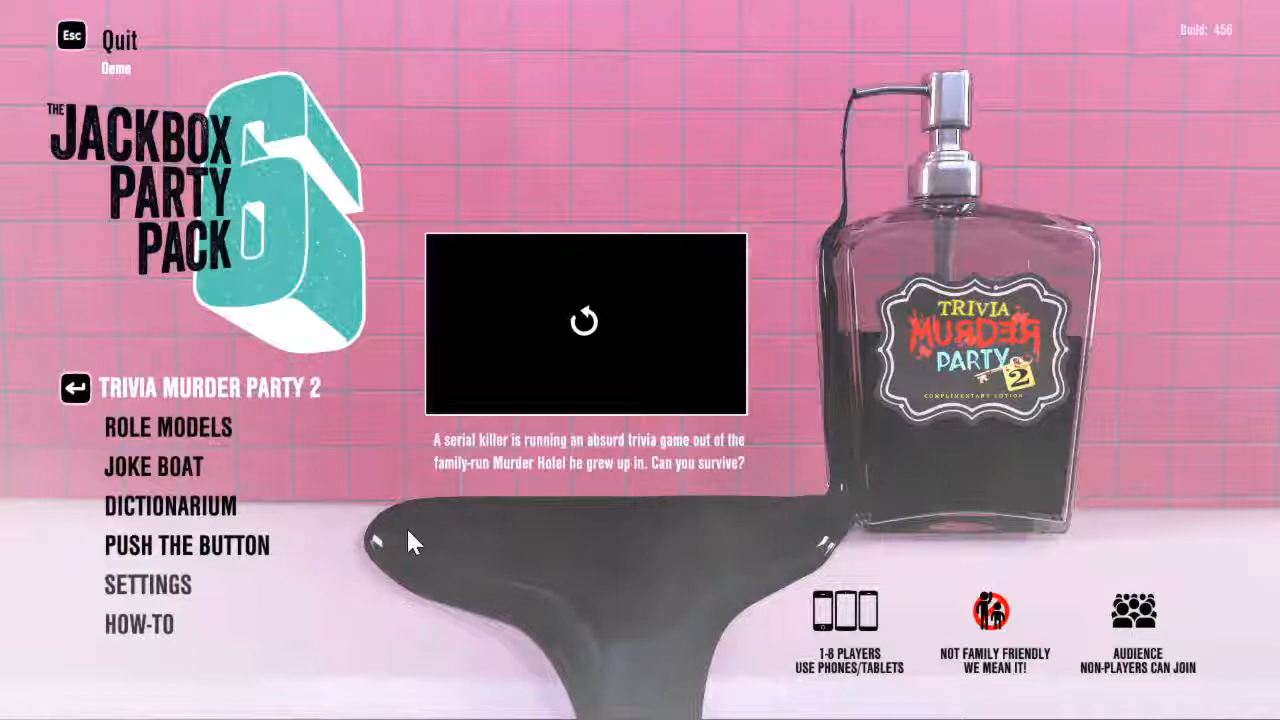 Esc Quit
Demo
Build: 456
THE
JACKBOX
PARTY
PACK
6
TRIVIA MURDER PARTY 2
ROLE MODELS
JOKE BOAT
DICTIONARIUM
PUSH THE BUTTON
SETTINGS
HOW-TO
A serial killer is running an absurd trivia game out of the
family-run Murder Hotel he grew up in. Can you survive?
TRIVIA
MURDER
PARTY
2
COMPLIMENTARY LOTION
1-8 PLAYERS
USE PHONES/TABLETS
NOT FAMILY FRIENDLY
WE MEAN IT!
AUDIENCE
NON-PLAYERS CAN JOIN